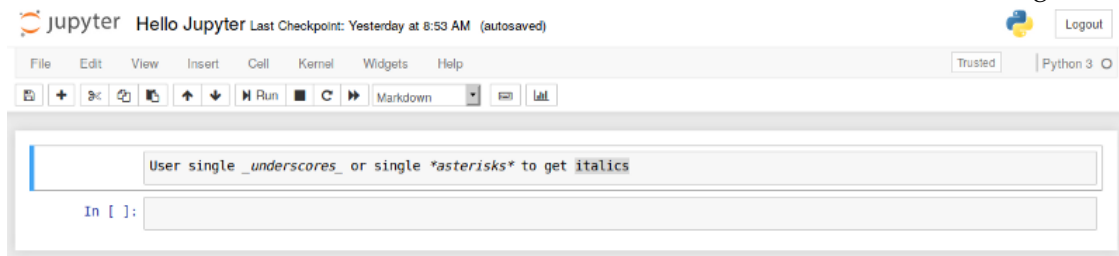 jupyter Hello Jupyter Last Checkpoint: Yesterday at 8:53 AM (autosaved) Logout
File Edit View Insert Cell Kernel Widgets Help Trusted Python 3
Run Markdown
User single _underscores_ or single *asterisks* to get italics
In [ ]: